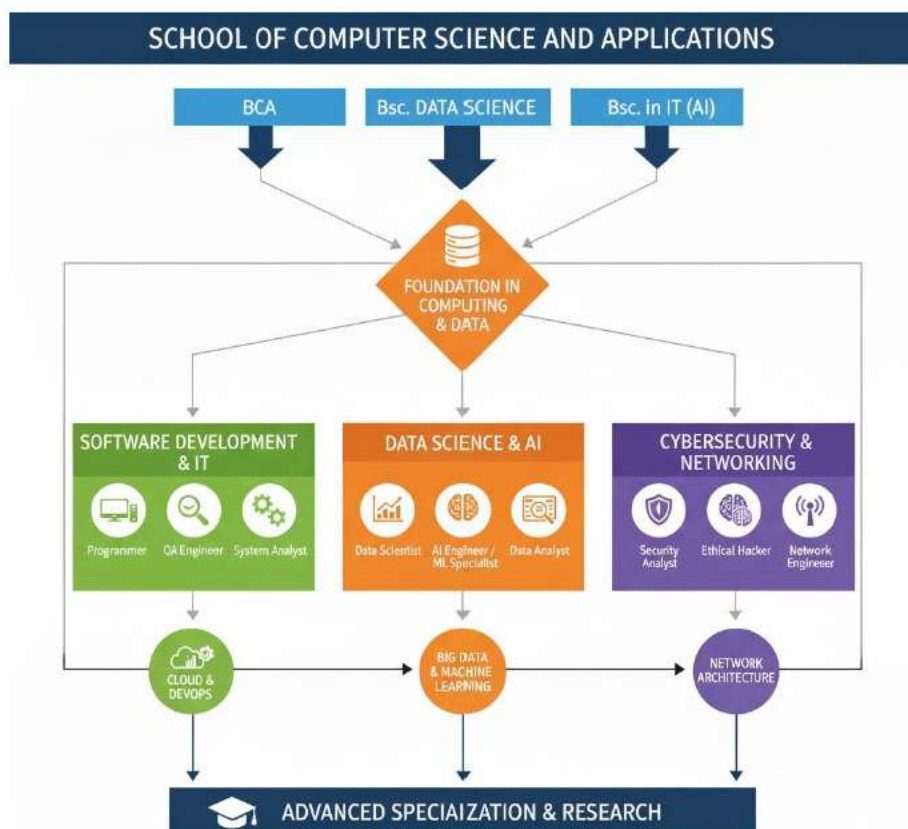 SCHOOL OF COMPUTER SCIENCE AND APPLICATIONS
BCA
Bsc. DATA SCIENCE
Bsc. in IT (AI)
FOUNDATION IN
COMPUTING
& DATA
SOFTWARE DEVELOPMENT
& IT
Programmer
QA Engineer
System Analyst
DATA SCIENCE & AI
Data Scientist
AI Engineer /
ML Specialist
Data Analyst
CYBERSECURITY &
NETWORKING
Security
Analyst
Ethical Hacker
Network
Engineer
CLOUD &
DEVOPS
BIG DATA
& MACHINE
LEARNING
NETWORK
ARCHITECTURE
ADVANCED SPECIAIZATION & RESEARCH